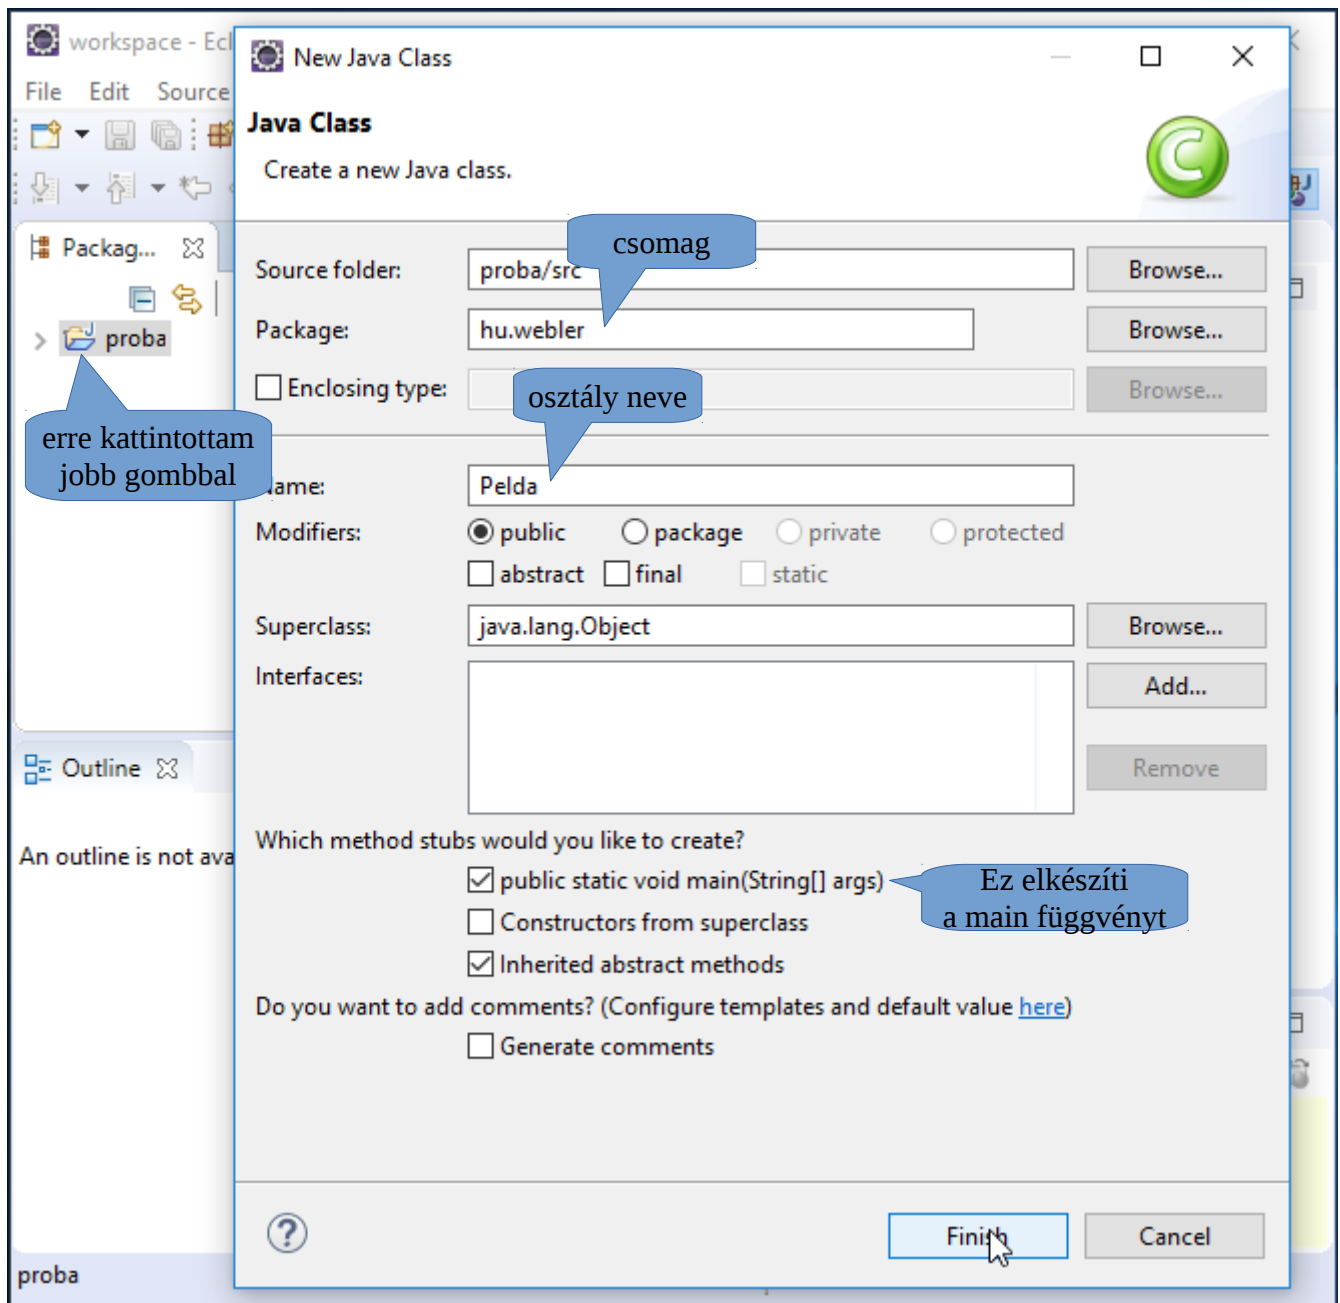 workspace - Ecl
New Java Class
File Edit Source
Java Class
Create a new Java class.
Packag...
csomag
Source folder: proba/src Browse...
Package: hu.webler Browse...
proba
Enclosing type: Browse...
osztály neve
erre kattintottam
jobb gombbal
Name: Pelda
Modifiers: public package private protected
abstract final static
Superclass: java.lang.Object Browse...
Interfaces: Add...
Remove
Outline
An outline is not ava
Which method stubs would you like to create?
public static void main(String[] args)
Ez elkészíti
a main függvényt
Constructors from superclass
Inherited abstract methods
Do you want to add comments? (Configure templates and default value here)
Generate comments
Finish Cancel
proba